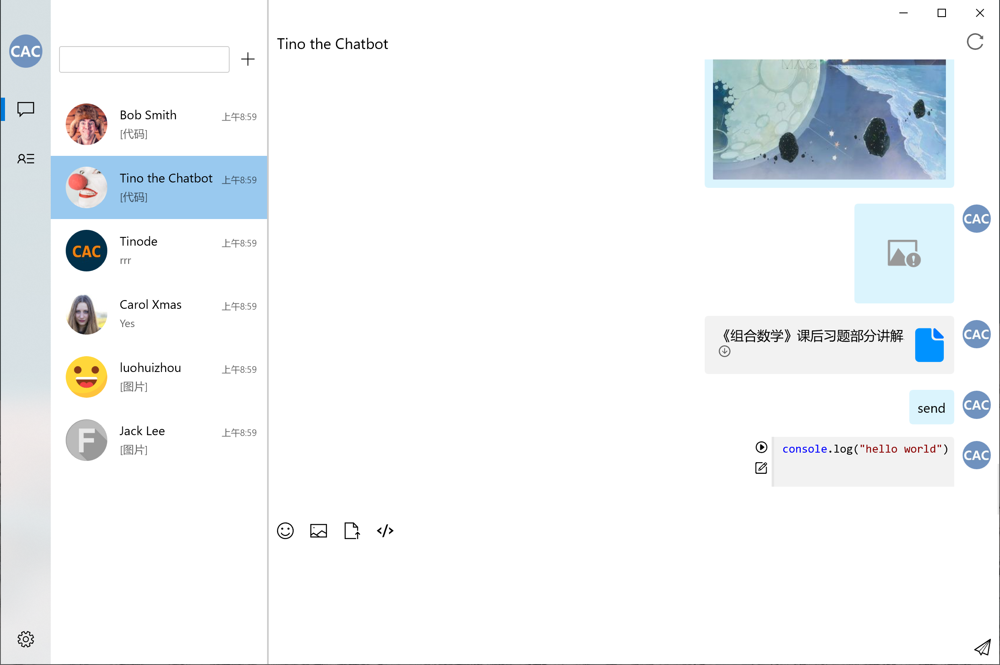 CAC
Bob Smith
上午8:59
[代码]
Tino the Chatbot
上午8:59
[代码]
CAC
Tinode
上午8:59
rrr
Carol Xmas
上午8:59
Yes
luohuizhou
上午8:59
[图片]
F
Jack Lee
上午8:59
[图片]
Tino the Chatbot
CAC
《组合数学》课后习题部分讲解
CAC
send
CAC
console.log("hello world")
CAC